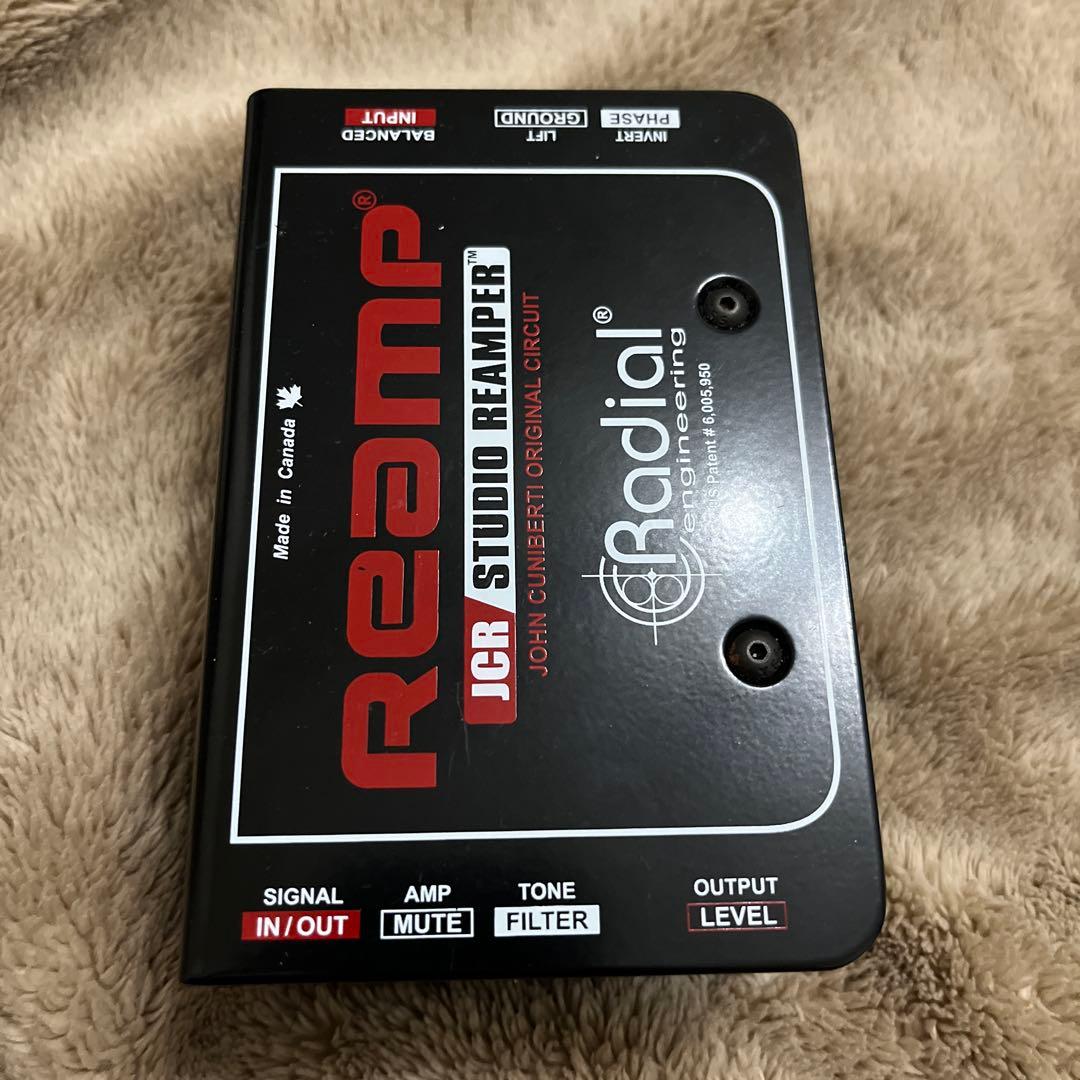 BALANCED
INPUT
LIFT
GROUND
INVERT
PHASE
Made in Canada
Reamp®
JCR/STUDIO REAMPER™
JOHN CUNIBERTI ORIGINAL CIRCUIT
Radial®
engineering
US Patent # 6,005,950
SIGNAL
IN/OUT
AMP
MUTE
TONE
FILTER
OUTPUT
LEVEL